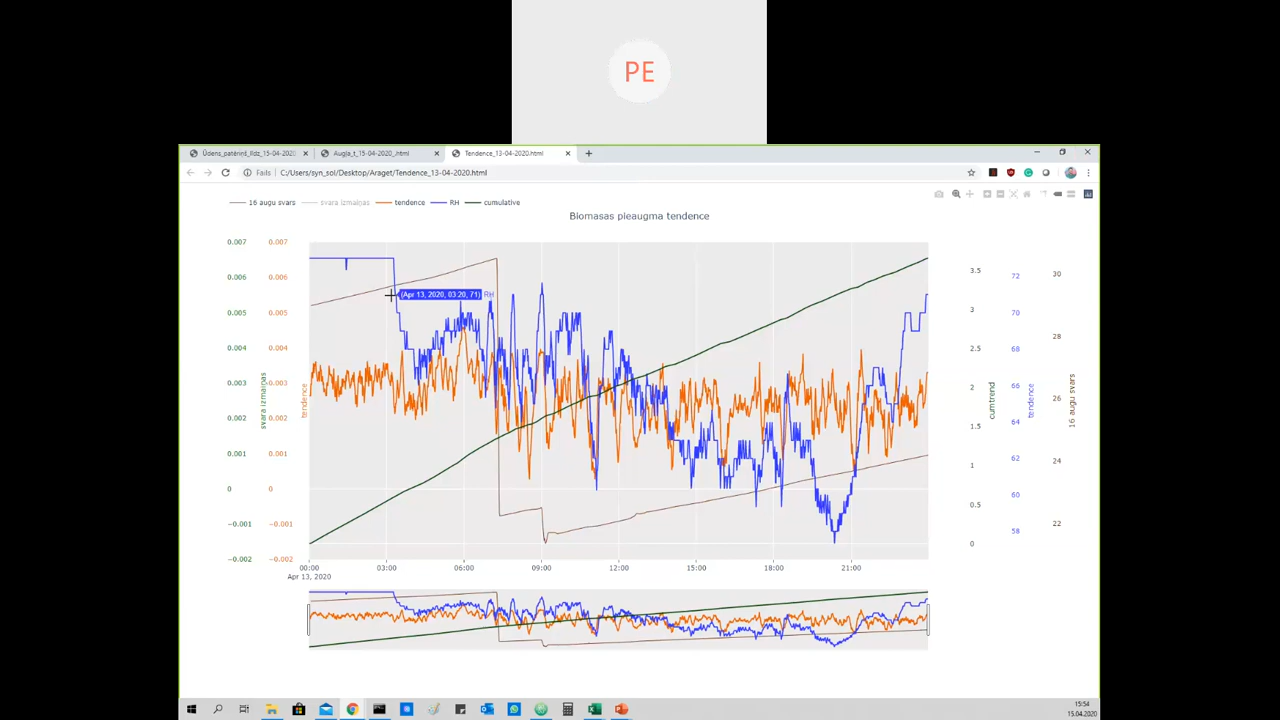 PE
Ūdens_patēriņš_līdz_15-04-2020
Augļa_t_15-04-2020_.html
Tendence_13-04-2020.html
Fails
C:/Users/syn_sol/Desktop/Araget/Tendence_13-04-2020.html
16 augu svars
svara izmaiņas
tendence
RH
cumulative
Biomasas pieaugma tendence
0.007
0.006
0.005
0.004
0.003
0.002
0.001
0
−0.001
−0.002
svara izmaiņas
0.007
0.006
0.005
0.004
0.003
0.002
0.001
0
−0.001
−0.002
tendence
(Apr 13, 2020, 03:20, 71) RH
3.5
3
2.5
2
1.5
1
0.5
0
cumtrend
72
70
68
66
64
62
60
58
tendence
30
28
26
24
22
16 augu svars
00:00
03:00
06:00
09:00
12:00
15:00
18:00
21:00
Apr 13, 2020
15:54
15.04.2020